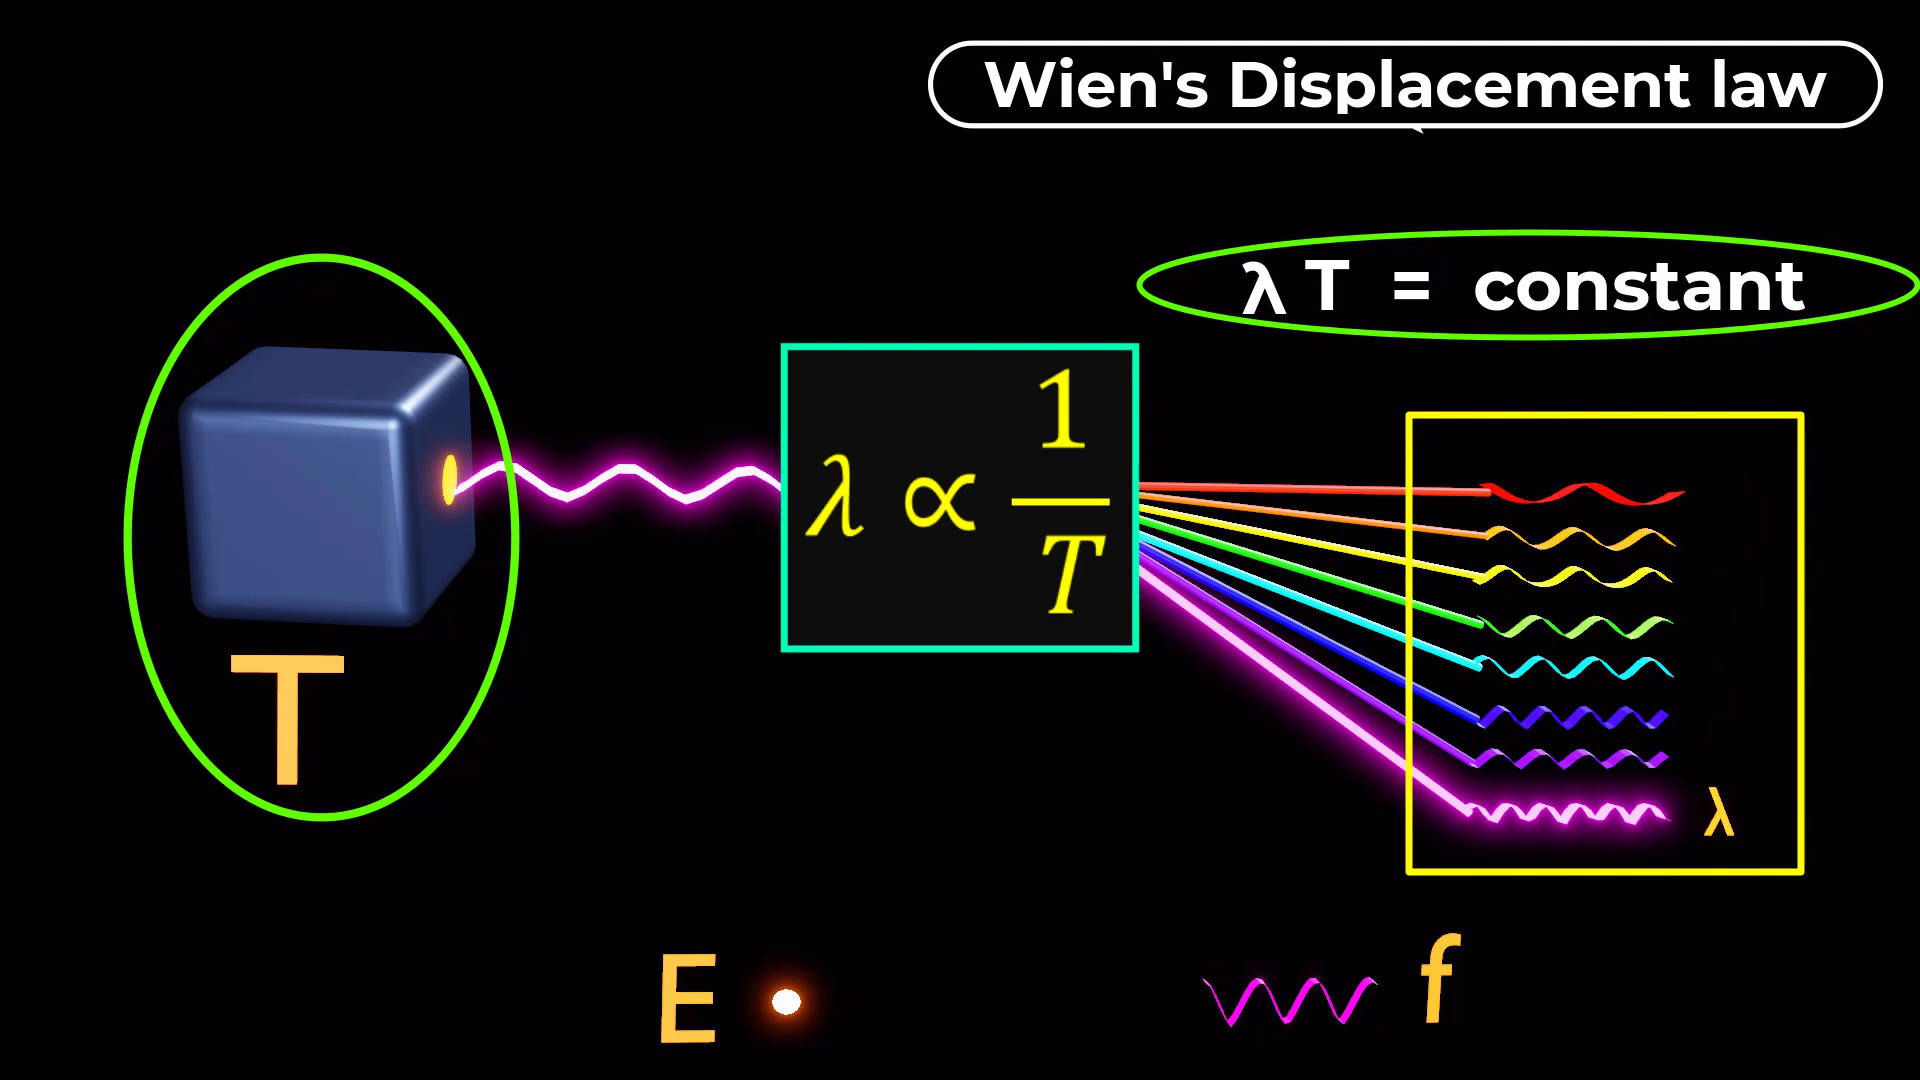 Wien's Displacement law
λ T = constant
λ ∝ 1/T
T
λ
E
f